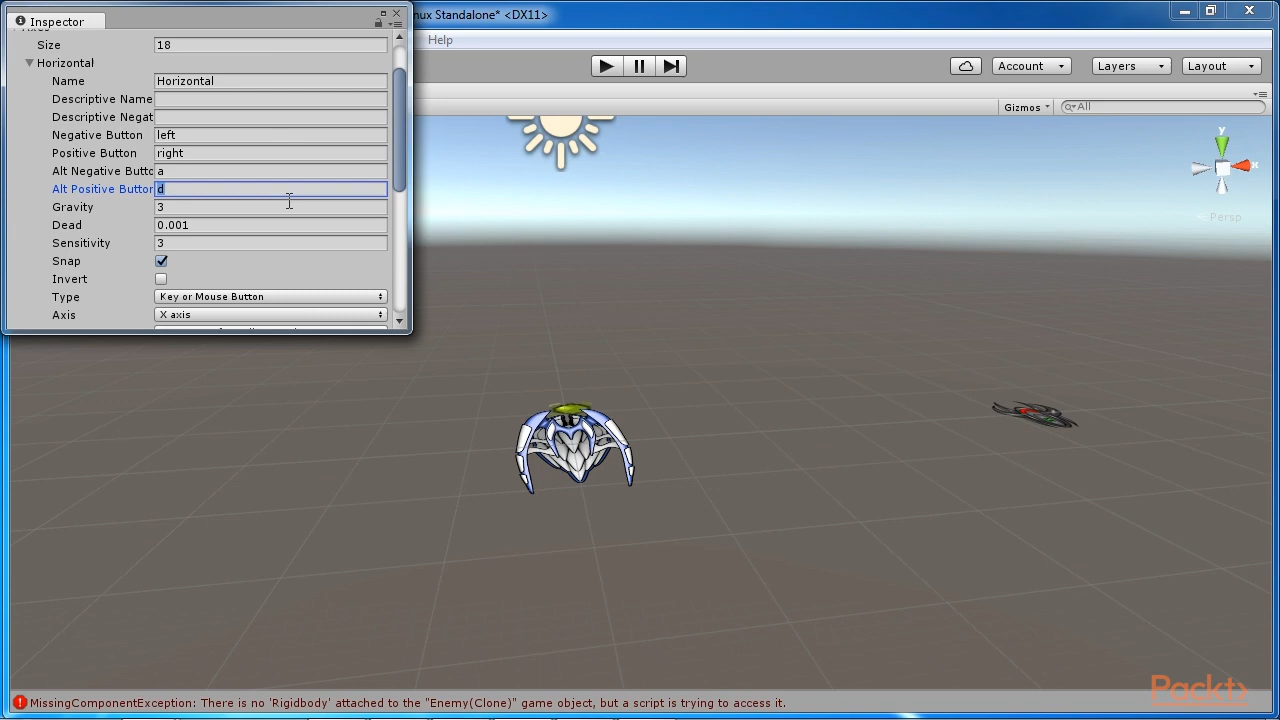 nux Standalone* <DX11>
Inspector
Help
Size 18
Horizontal
Name Horizontal
Descriptive Name
Descriptive Negat
Negative Button left
Positive Button right
Alt Negative Butto a
Alt Positive Button d
Gravity 3
Dead 0.001
Sensitivity 3
Snap
Invert
Type Key or Mouse Button
Axis X axis
Account
Layers
Layout
Gizmos
All
y
x
Persp
MissingComponentException: There is no 'Rigidbody' attached to the "Enemy(Clone)" game object, but a script is trying to access it.
Packt>